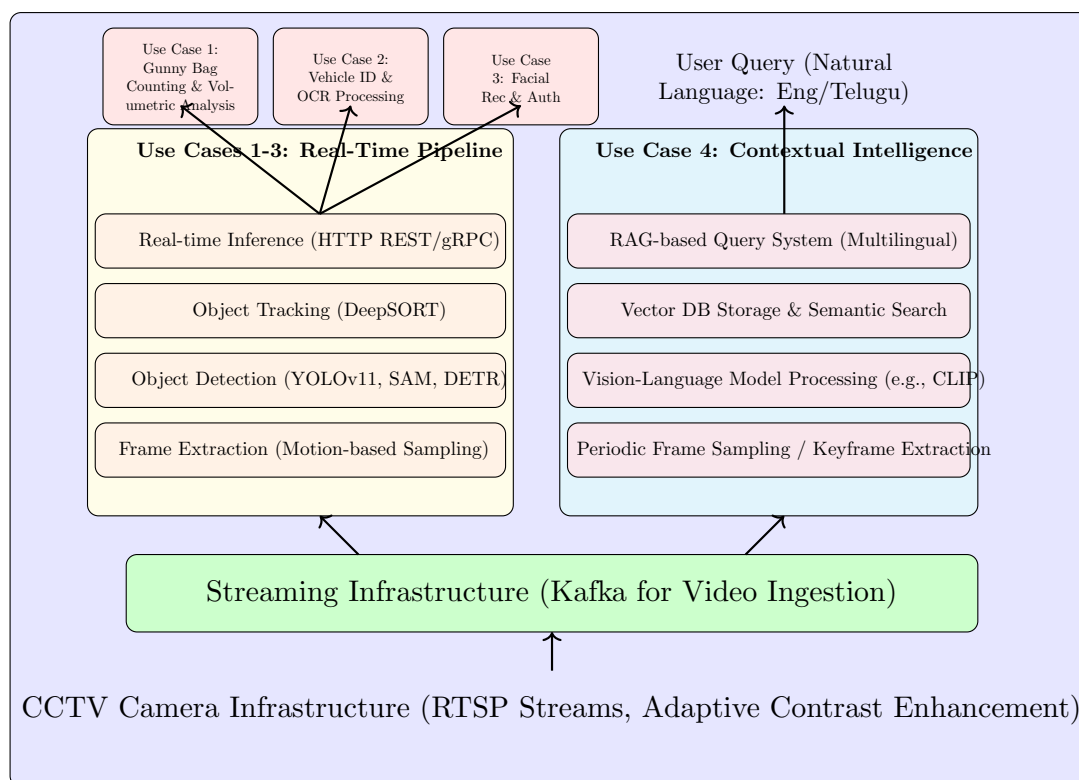 Use Case 1:
Gunny Bag
Counting & Vol-
umetric Analysis
Use Case 2:
Vehicle ID &
OCR Processing
Use Case
3: Facial
Rec & Auth
User Query (Natural
Language: Eng/Telugu)
Use Cases 1-3: Real-Time Pipeline
Real-time Inference (HTTP REST/gRPC)
Object Tracking (DeepSORT)
Object Detection (YOLOv11, SAM, DETR)
Frame Extraction (Motion-based Sampling)
Use Case 4: Contextual Intelligence
RAG-based Query System (Multilingual)
Vector DB Storage & Semantic Search
Vision-Language Model Processing (e.g., CLIP)
Periodic Frame Sampling / Keyframe Extraction
Streaming Infrastructure (Kafka for Video Ingestion)
CCTV Camera Infrastructure (RTSP Streams, Adaptive Contrast Enhancement)